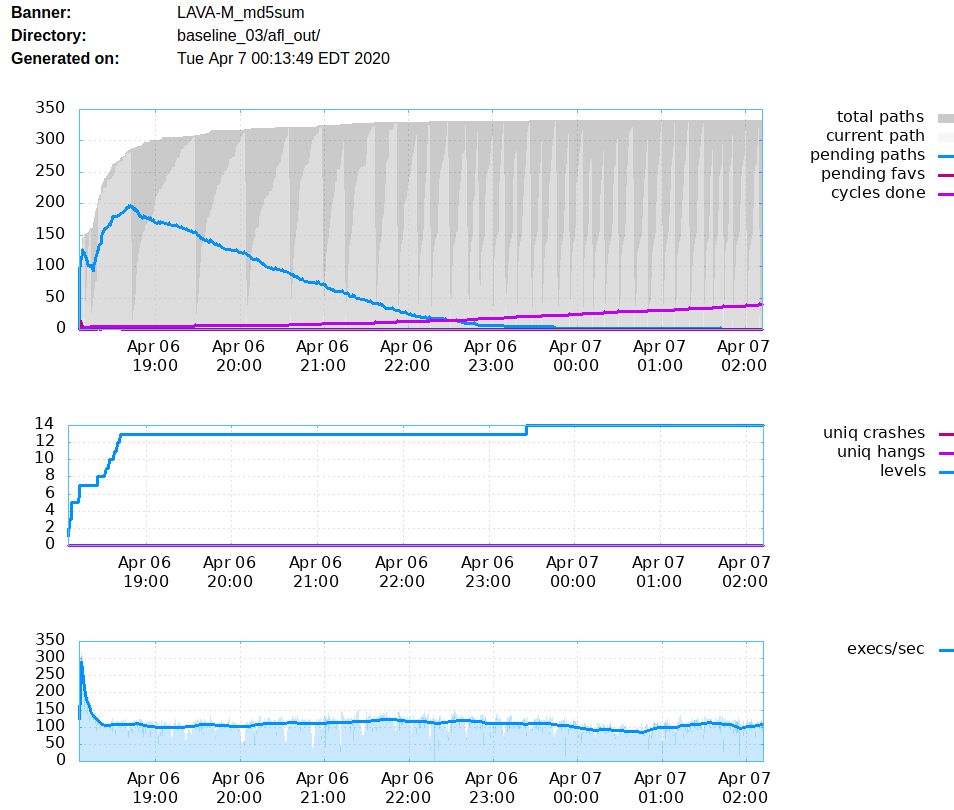 Banner: LAVA-M_md5sum
Directory: baseline_03/afl_out/
Generated on: Tue Apr 7 00:13:49 EDT 2020
350
300
250
200
150
100
50
0
Apr 06 Apr 06 Apr 06 Apr 06 Apr 06 Apr 07 Apr 07 Apr 07
19:00 20:00 21:00 22:00 23:00 00:00 01:00 02:00
total paths
current path
pending paths
pending favs
cycles done
14
12
10
8
6
4
2
0
Apr 06 Apr 06 Apr 06 Apr 06 Apr 06 Apr 07 Apr 07 Apr 07
19:00 20:00 21:00 22:00 23:00 00:00 01:00 02:00
uniq crashes
uniq hangs
levels
350
300
250
200
150
100
50
0
Apr 06 Apr 06 Apr 06 Apr 06 Apr 06 Apr 07 Apr 07 Apr 07
19:00 20:00 21:00 22:00 23:00 00:00 01:00 02:00
execs/sec